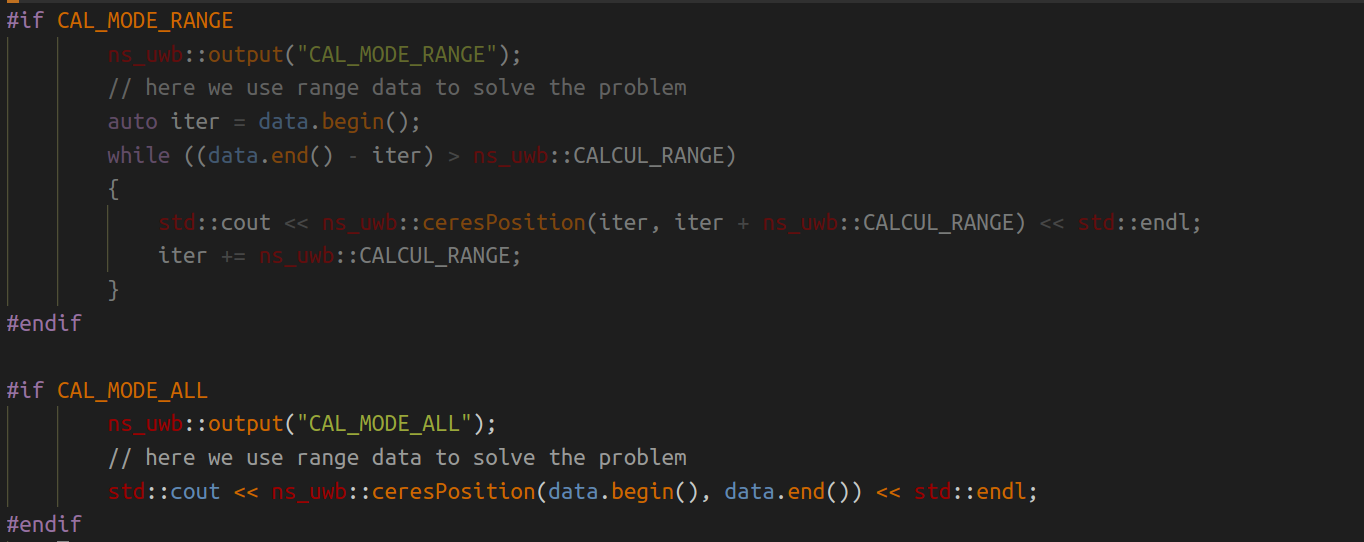 #if CAL_MODE_RANGE
ns_uwb::output("CAL_MODE_RANGE");
// here we use range data to solve the problem
auto iter = data.begin();
while ((data.end() - iter) > ns_uwb::CALCUL_RANGE)
{
std::cout << ns_uwb::ceresPosition(iter, iter + ns_uwb::CALCUL_RANGE) << std::endl;
iter += ns_uwb::CALCUL_RANGE;
}
#endif
#if CAL_MODE_ALL
ns_uwb::output("CAL_MODE_ALL");
// here we use range data to solve the problem
std::cout << ns_uwb::ceresPosition(data.begin(), data.end()) << std::endl;
#endif